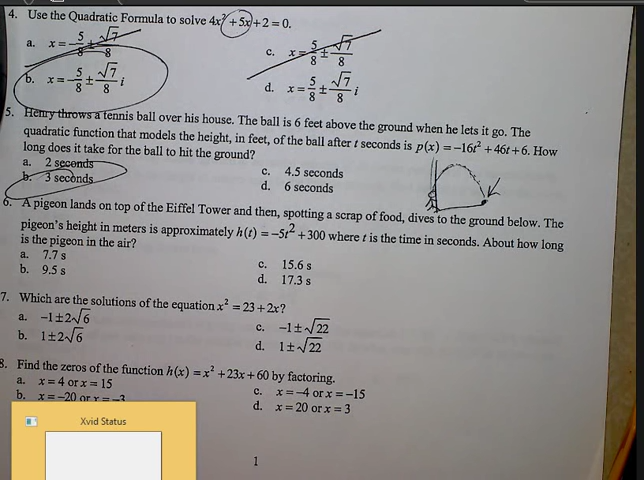 4. Use the Quadratic Formula to solve 4x² + 5x + 2 = 0.
a. x = -5/8 ± √7/8
c. x = 5/8 ± √7/8
b. x = -5/8 ± √7/8 i
d. x = 5/8 ± √7/8 i
5. Henry throws a tennis ball over his house. The ball is 6 feet above the ground when he lets it go. The
quadratic function that models the height, in feet, of the ball after t seconds is p(x) = -16t² + 46t + 6. How
long does it take for the ball to hit the ground?
a. 2 seconds
c. 4.5 seconds
b. 3 seconds
d. 6 seconds
6. A pigeon lands on top of the Eiffel Tower and then, spotting a scrap of food, dives to the ground below. The
pigeon's height in meters is approximately h(t) = -5t² + 300 where t is the time in seconds. About how long
is the pigeon in the air?
a. 7.7 s
c. 15.6 s
b. 9.5 s
d. 17.3 s
7. Which are the solutions of the equation x² = 23 + 2x?
a. -1±2√6
c. -1±√22
b. 1±2√6
d. 1±√22
8. Find the zeros of the function h(x) = x² + 23x + 60 by factoring.
a. x = 4 or x = 15
c. x = -4 or x = -15
b. x = -20 or x = -3
d. x = 20 or x = 3
Xvid Status
1